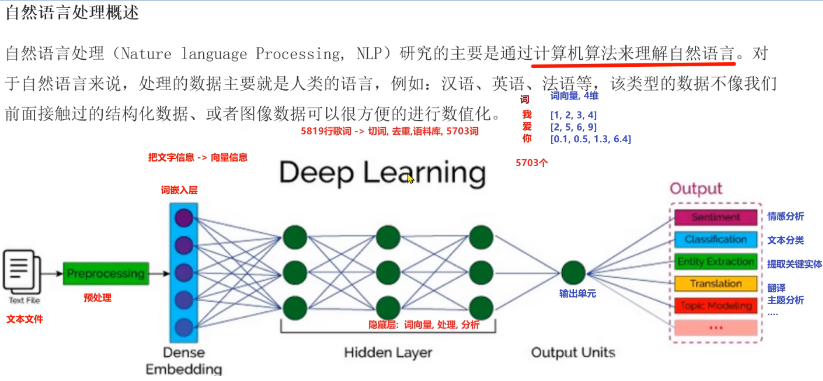 自然语言处理概述
自然语言处理（Nature language Processing, NLP）研究的主要是通过计算机算法来理解自然语言。对
于自然语言来说，处理的数据主要就是人类的语言，例如：汉语、英语、法语等，该类型的数据不像我们
前面接触过的结构化数据、或者图像数据可以很方便的进行数值化。
词 词向量, 4维
我 [1, 2, 3, 4]
爱 [2, 5, 6, 9]
你 [0.1, 0.5, 1.3, 6.4]
5703个
5819行歌词 -> 切词, 去重,语料库, 5703词
把文字信息 -> 向量信息
Deep Learning
词嵌入层
Text File
文本文件
Preprocessing
预处理
Dense
Embedding
隐藏层: 词向量, 处理, 分析
Hidden Layer
输出单元
Output Units
Output
Sentiment 情感分析
Classification 文本分类
Entity Extraction 提取关键实体
Translation 翻译
Topic Modeling 主题分析
... ....